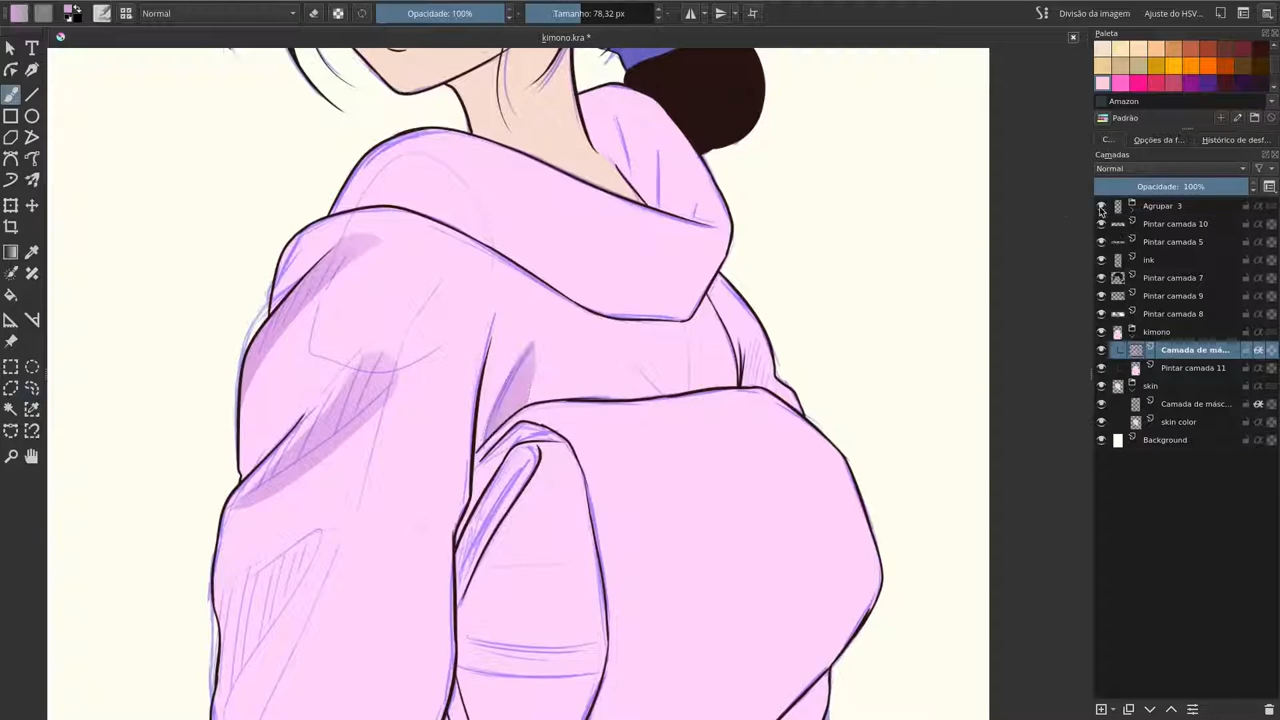 Normal
Opacidade: 100%
Tamanho: 78,32 px
Divisão da imagem
Ajuste do HSV...
kimono.kra *
Paleta
Amazon
Padrão
C...
Opções da f...
Histórico de desf...
Camadas
Normal
Opacidade: 100%
Agrupar 3
Pintar camada 10
Pintar camada 5
ink
Pintar camada 7
Pintar camada 9
Pintar camada 8
kimono
Camada de má...
Pintar camada 11
skin
Camada de másc...
skin color
Background